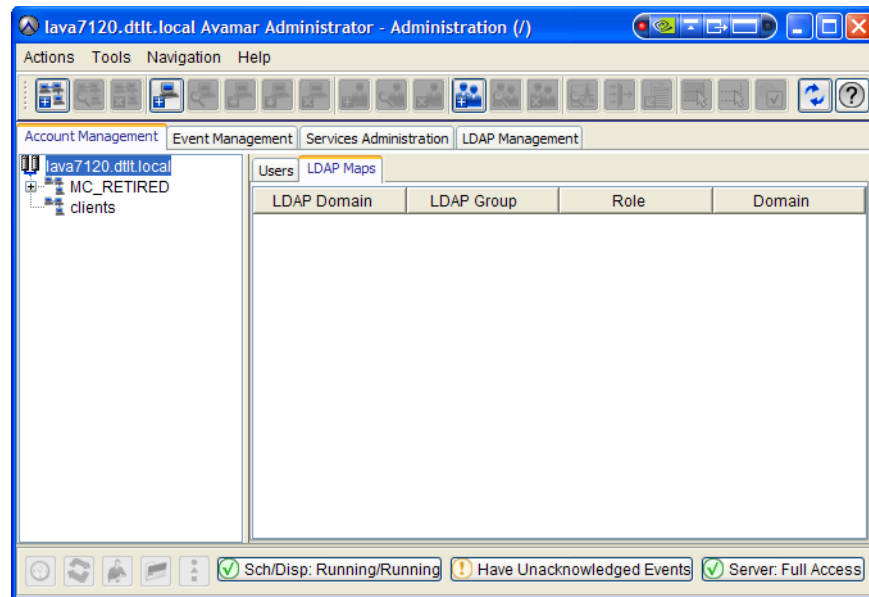 lava7120.dtlt.local Avamar Administrator - Administration (/)
Actions Tools Navigation Help
Account Management Event Management Services Administration LDAP Management
lava7120.dtlt.local
MC_RETIRED
clients
Users LDAP Maps
LDAP Domain LDAP Group Role Domain
Sch/Disp: Running/Running Have Unacknowledged Events Server: Full Access